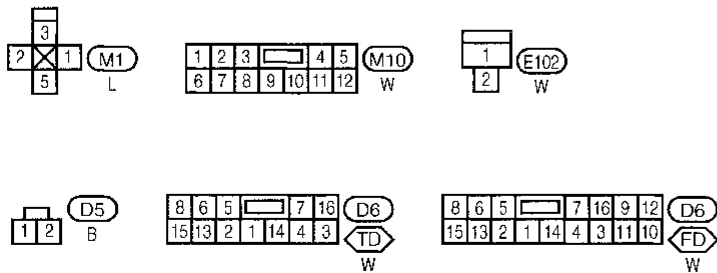 3
2 1 M1
5
L
1 2 3 4 5 M10
6 7 8 9 10 11 12
W
1 E102
2
W
D5
1 2
B
8 6 5 7 16 D6
15 13 2 1 14 4 3 TD
W
8 6 5 7 16 9 12 D6
15 13 2 1 14 4 3 11 10 FD
W